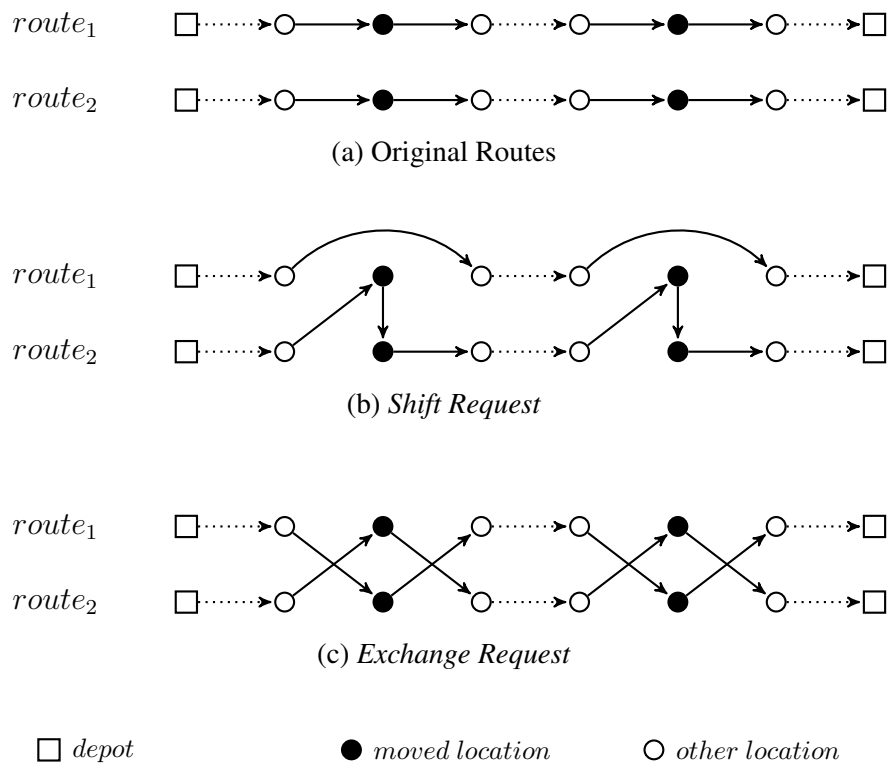 route₁
route₂
(a) Original Routes
route₁
route₂
(b) Shift Request
route₁
route₂
(c) Exchange Request
depot moved location other location